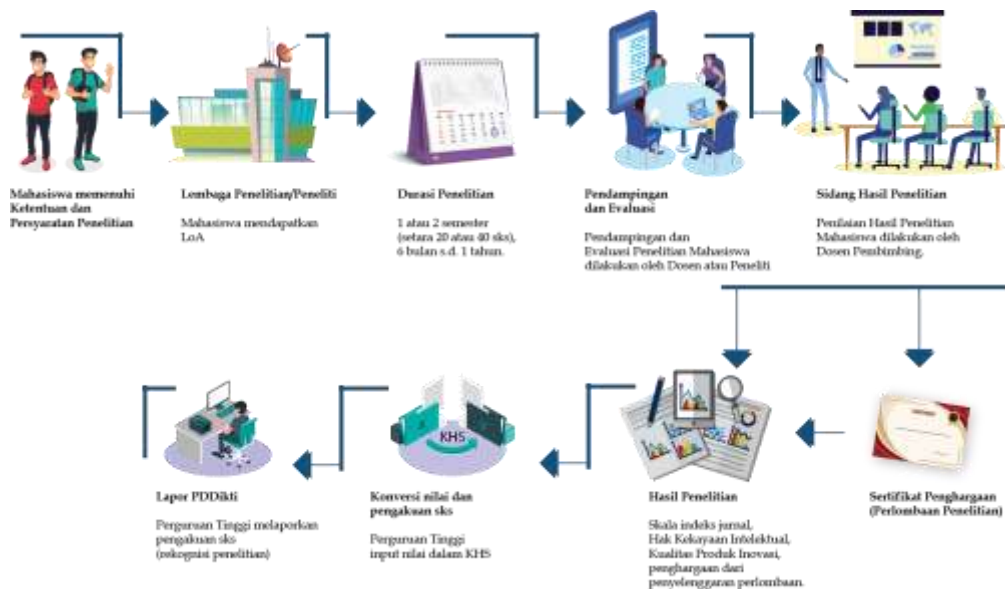 Mahasiswa memenuhi
Ketentuan dan
Persyaratan Penelitian
Lembaga Penelitian/Peneliti
Mahasiswa mendapatkan
LoA
Durasi Penelitian
1 atau 2 semester
(setara 20 atau 40 sks),
6 bulan s.d. 1 tahun.
Pendampingan
dan Evaluasi
Pendampingan dan
Evaluasi Penelitian Mahasiswa
dilakukan oleh Dosen atau Peneliti
Sidang Hasil Penelitian
Penilaian Hasil Penelitian
Mahasiswa dilakukan oleh
Dosen Pembimbing.
Lapor PDDikti
Perguruan Tinggi melaporkan
pengakuan sks
(rekognisi penelitian)
KHS
Konversi nilai dan
pengakuan sks
Perguruan Tinggi
input nilai dalam KHS
Hasil Penelitian
Skala indeks jurnal,
Hak Kekayaan Intelektual,
Kualitas Produk Inovasi,
penghargaan dari
penyelenggaran perlombaan.
Sertifikat Penghargaan
(Perlombaan Penelitian)